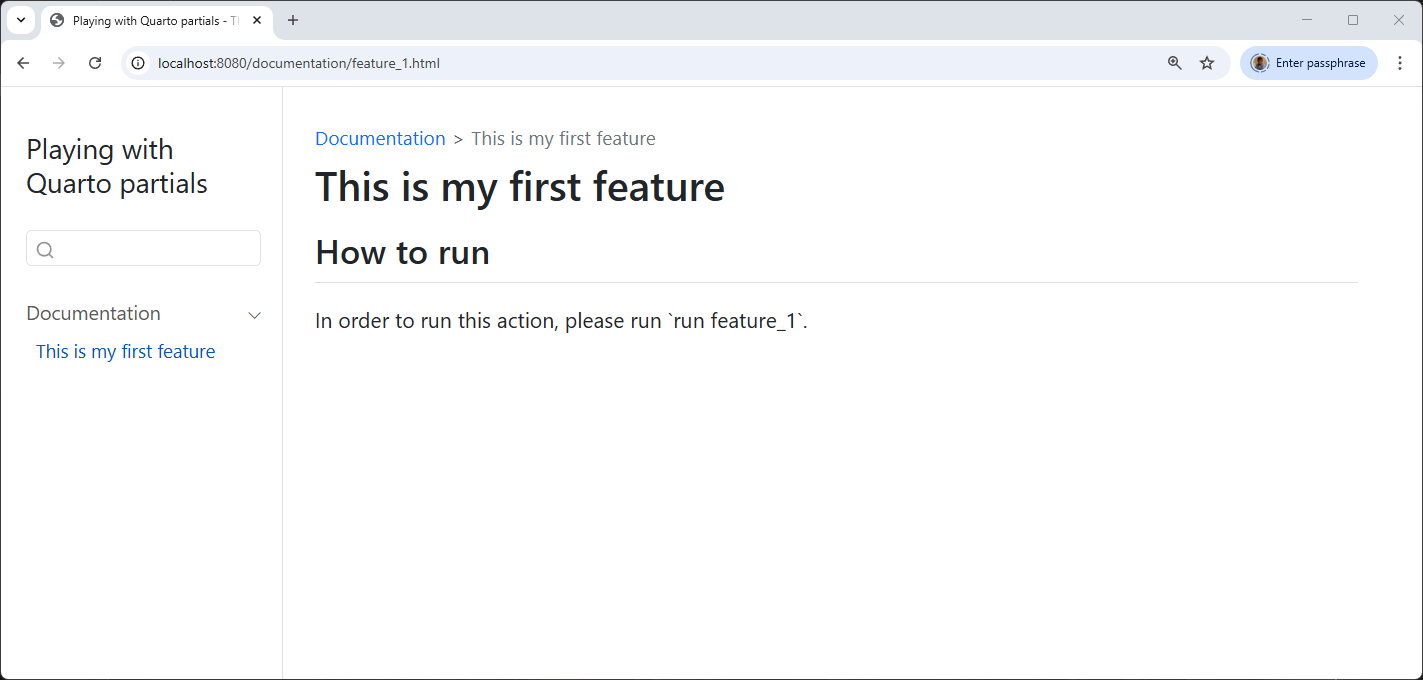 Playing with Quarto partials - T
localhost:8080/documentation/feature_1.html
Enter passphrase
Playing with
Quarto partials
Documentation
This is my first feature
Documentation > This is my first feature
This is my first feature
How to run
In order to run this action, please run `run feature_1`.